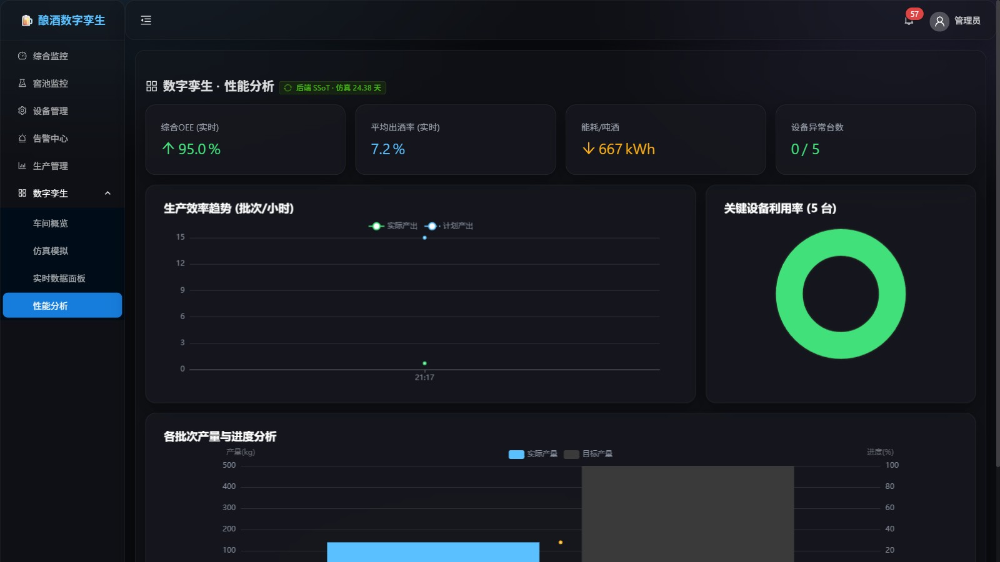 酿酒数字孪生
57
管理员
综合监控
窖池监控
设备管理
告警中心
生产管理
数字孪生
车间概览
仿真模拟
实时数据面板
性能分析
数字孪生 · 性能分析
后端 SSoT · 仿真 24.38 天
综合OEE (实时)
95.0 %
平均出酒率 (实时)
7.2 %
能耗/吨酒
667 kWh
设备异常台数
0 / 5
生产效率趋势 (批次/小时)
实际产出
计划产出
15
12
9
6
3
0
21:17
关键设备利用率 (5 台)
各批次产量与进度分析
产量(kg)
实际产量
目标产量
进度(%)
500
400
300
200
100
100
80
60
40
20